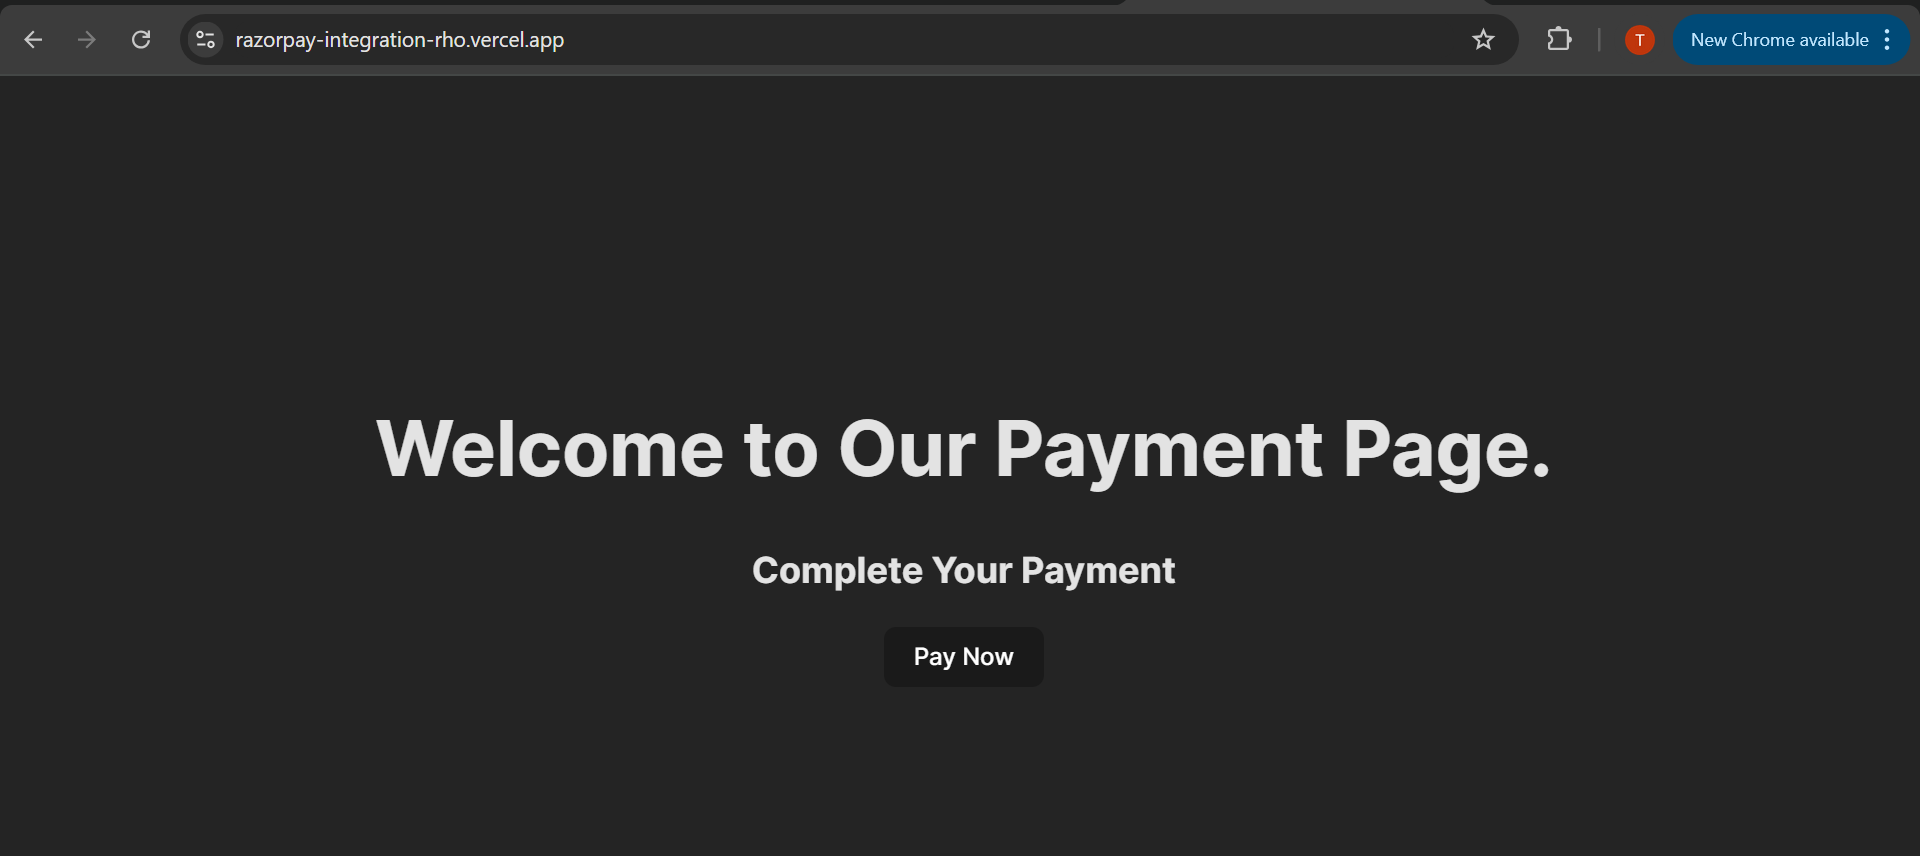 razorpay-integration-rho.vercel.app
T
New Chrome available
Welcome to Our Payment Page.
Complete Your Payment
Pay Now